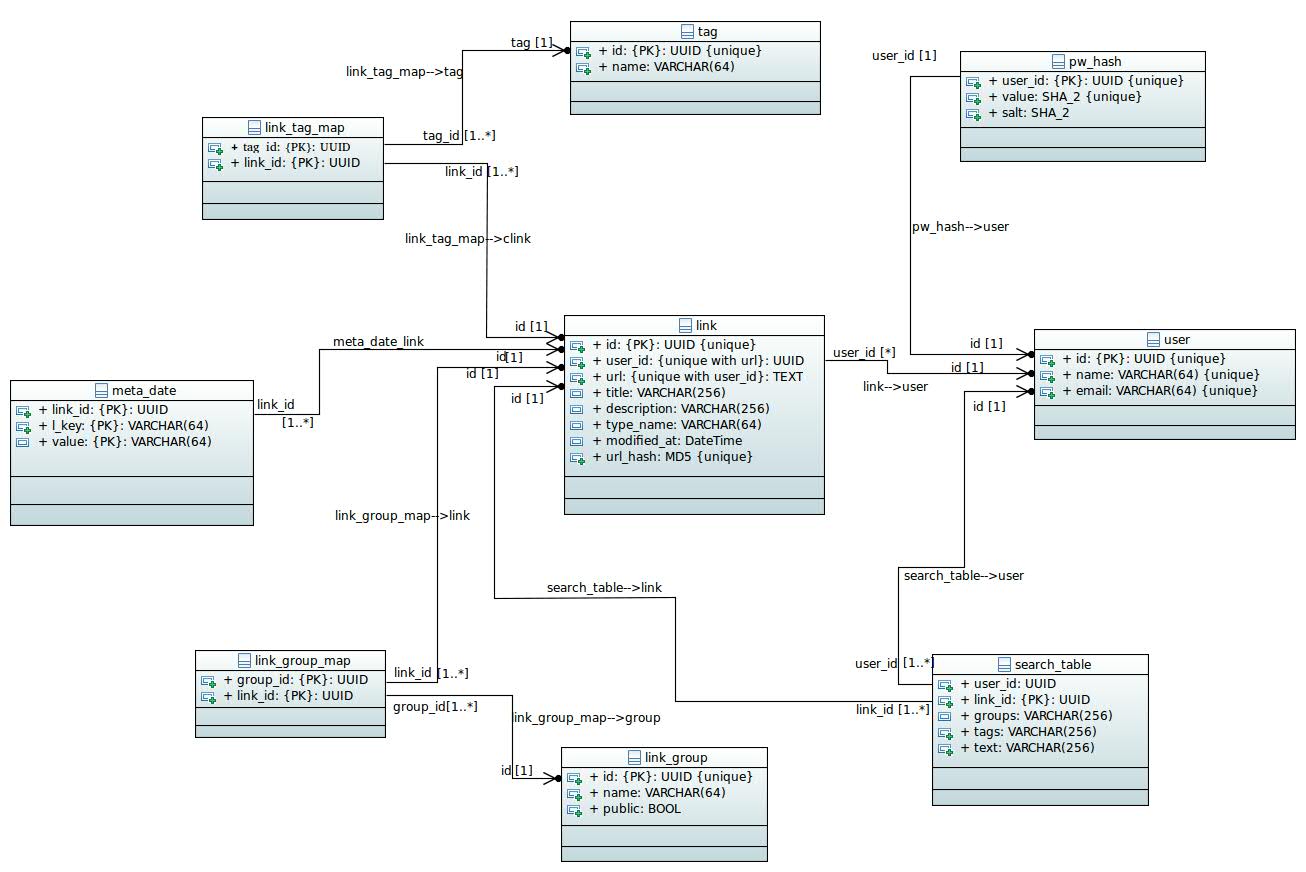 tag
+ id: {PK}: UUID {unique}
+ name: VARCHAR(64)
tag [1]
link_tag_map-->tag
tag_id [1..*]
link_tag_map
+ tag_id: {PK}: UUID
+ link_id: {PK}: UUID
link_id [1..*]
link_tag_map-->clink
id [1]
user_id [1]
pw_hash
+ user_id: {PK}: UUID {unique}
+ value: SHA_2 {unique}
+ salt: SHA_2
pw_hash-->user
id [1]
meta_date_link
id[1]
id [1]
id [1]
link
+ id: {PK}: UUID {unique}
+ user_id: {unique with url}: UUID
+ url: {unique with user_id}: TEXT
+ title: VARCHAR(256)
+ description: VARCHAR(256)
+ type_name: VARCHAR(64)
+ modified_at: DateTime
+ url_hash: MD5 {unique}
user_id [*]
link-->user
id [1]
user
+ id: {PK}: UUID {unique}
+ name: VARCHAR(64) {unique}
+ email: VARCHAR(64) {unique}
id [1]
meta_date
+ link_id: {PK}: UUID
+ l_key: {PK}: VARCHAR(64)
+ value: {PK}: VARCHAR(64)
link_id
[1..*]
link_group_map-->link
search_table-->link
search_table-->user
link_group_map
+ group_id: {PK}: UUID
+ link_id: {PK}: UUID
link_id [1..*]
group_id[1..*]
link_group_map-->group
id [1]
link_group
+ id: {PK}: UUID {unique}
+ name: VARCHAR(64)
+ public: BOOL
user_id [1..*]
link_id [1..*]
search_table
+ user_id: UUID
+ link_id: {PK}: UUID
+ groups: VARCHAR(256)
+ tags: VARCHAR(256)
+ text: VARCHAR(256)